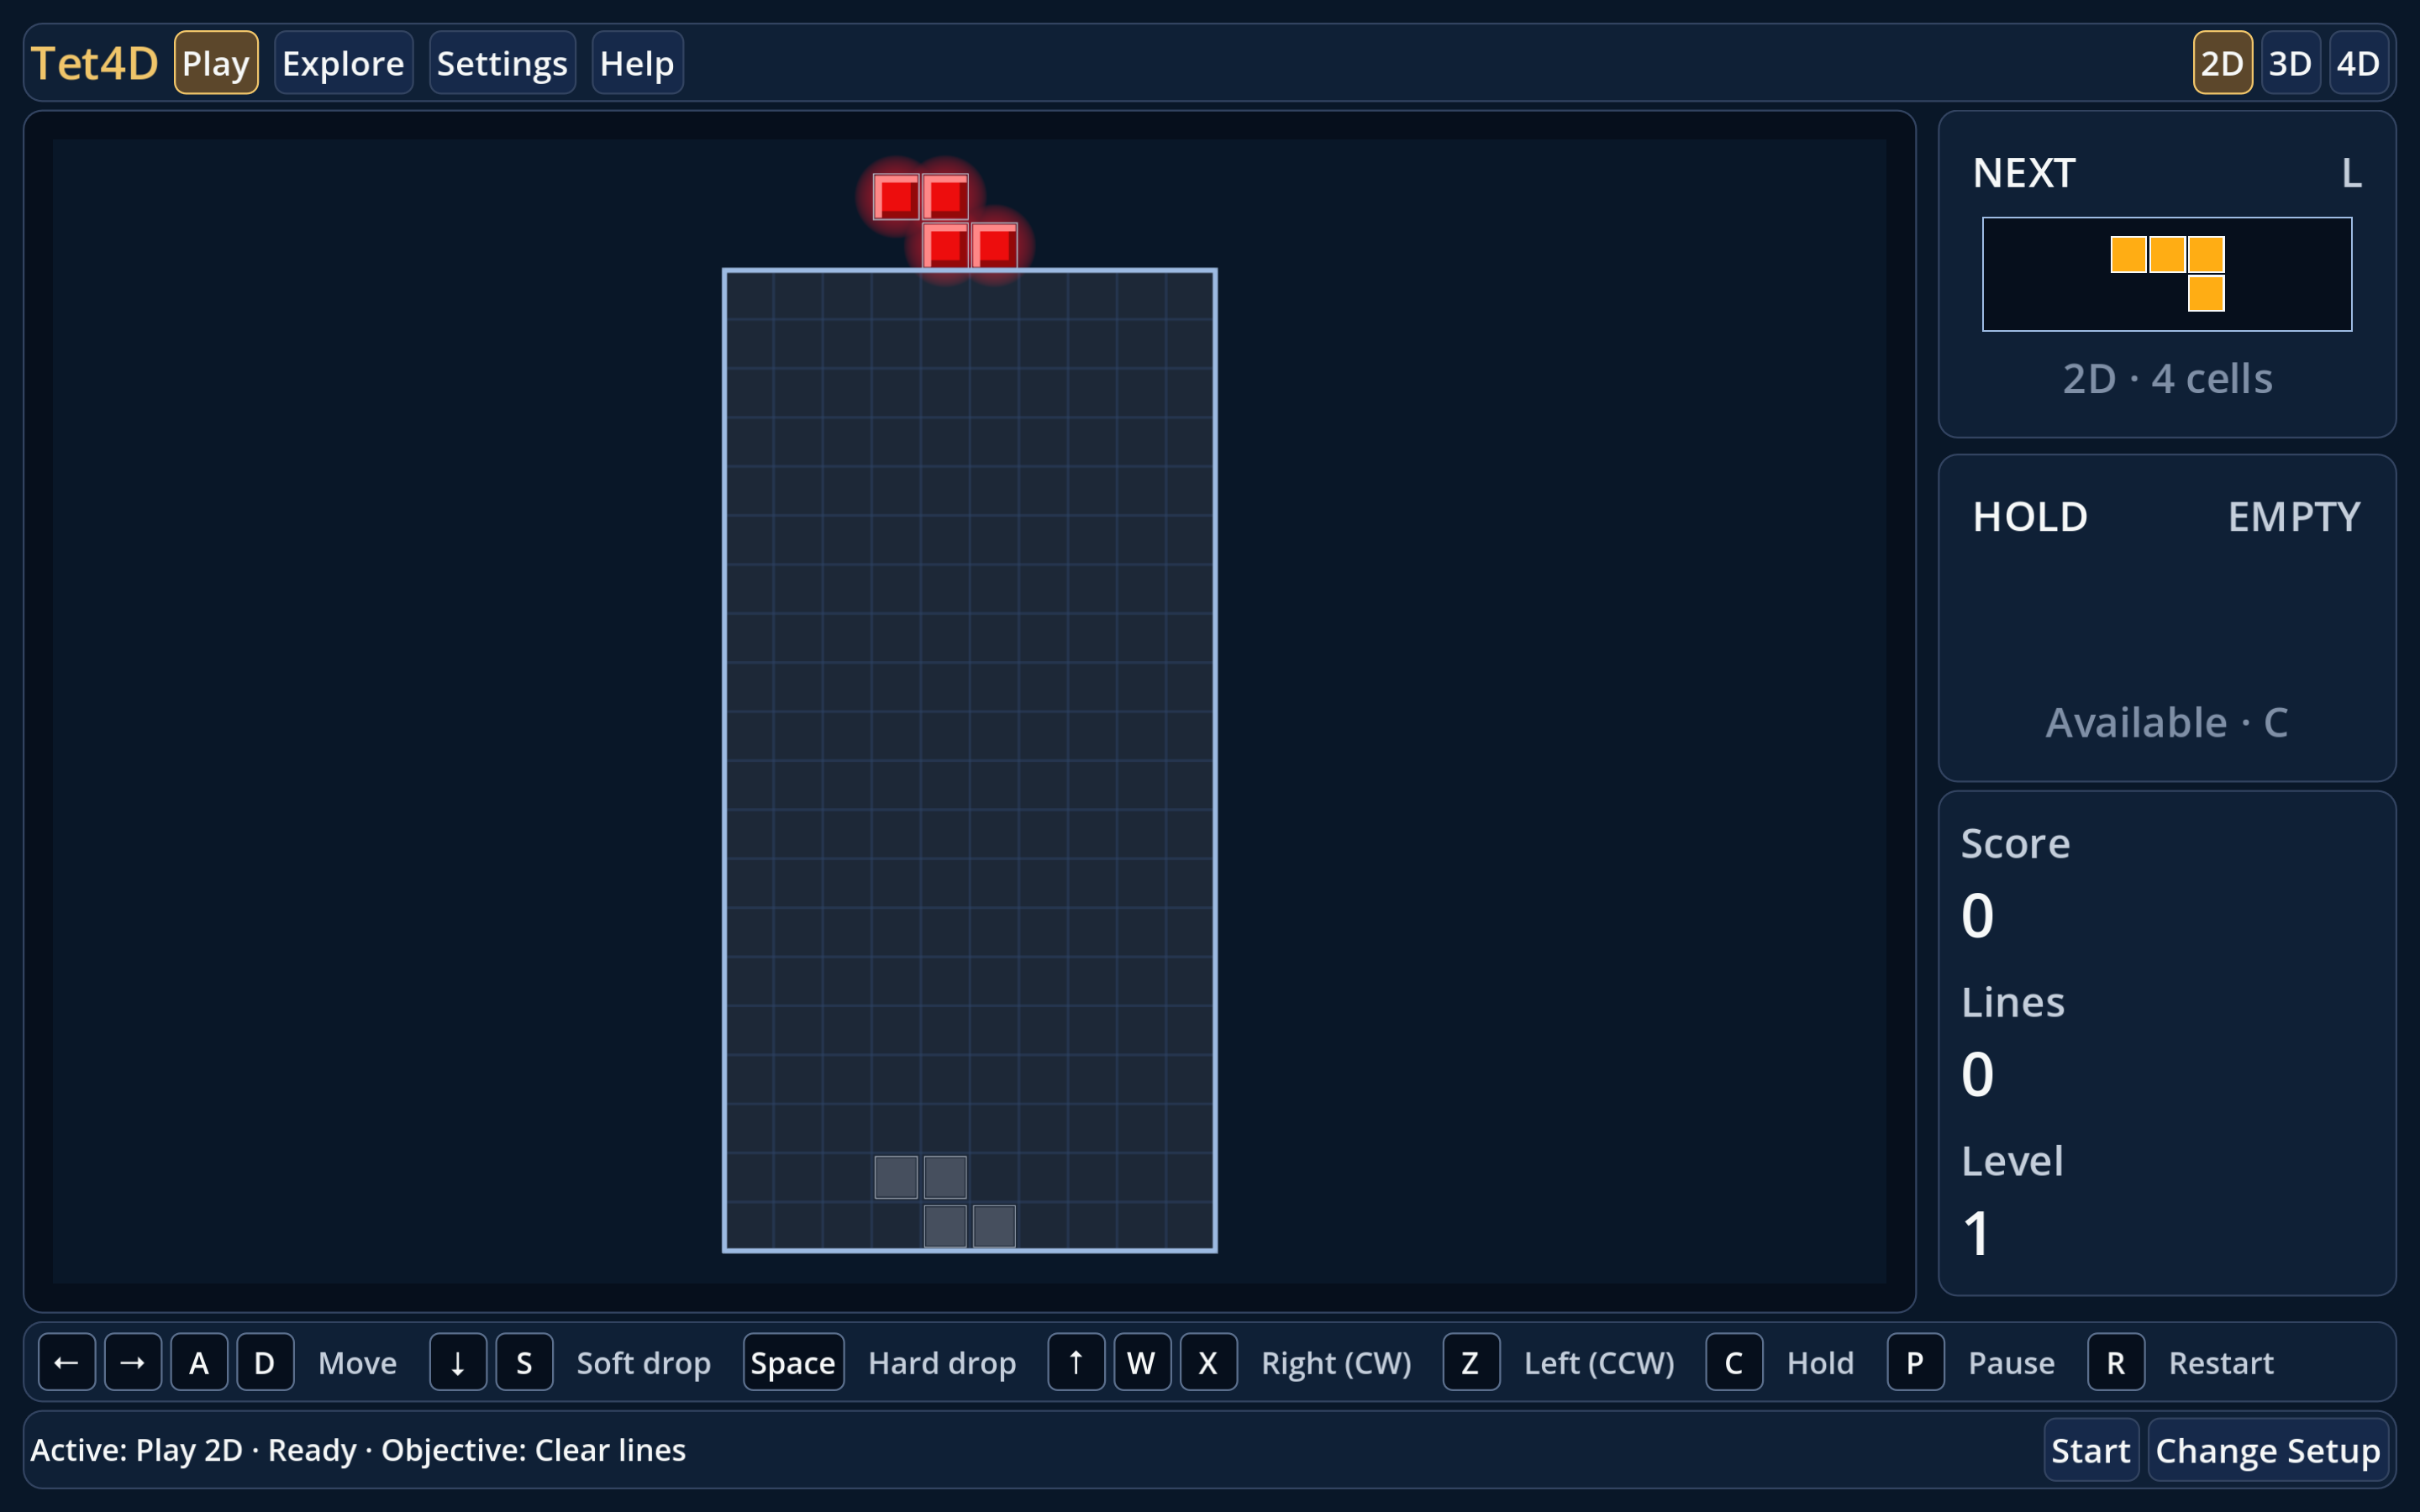 Tet4D Play Explore Settings Help 2D 3D 4D
NEXT L
2D · 4 cells
HOLD EMPTY
Available · C
Score
0
Lines
0
Level
1
← → A D Move ↓ S Soft drop Space Hard drop ↑ W X Right (CW) Z Left (CCW) C Hold P Pause R Restart
Active: Play 2D · Ready · Objective: Clear lines Start Change Setup